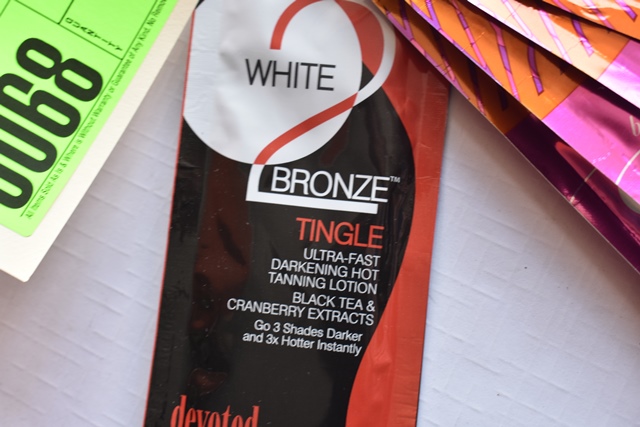 QUANTITY
0068
2
WHITE
BRONZE™
TINGLE
ULTRA-FAST
DARKENING HOT
TANNING LOTION
BLACK TEA &
CRANBERRY EXTRACTS
Go 3 Shades Darker
and 3x Hotter Instantly
devoted